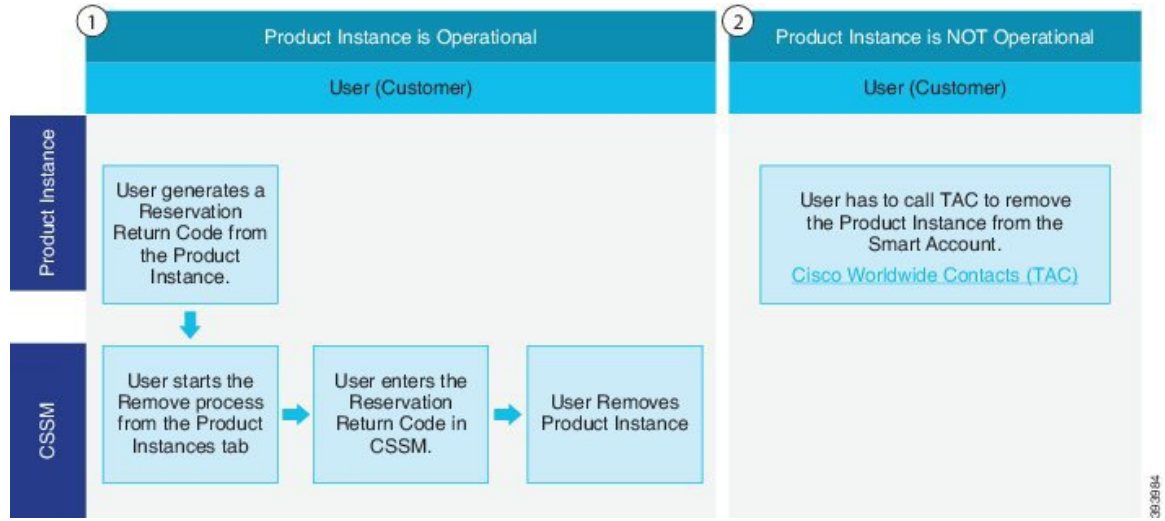 1
Product Instance is Operational
User (Customer)
2
Product Instance is NOT Operational
User (Customer)
Product Instance
User generates a
Reservation
Return Code from
the Product
Instance.
User has to call TAC to remove
the Product Instance from the
Smart Account.
Cisco Worldwide Contacts (TAC)
CSSM
User starts the
Remove process
from the Product
Instances tab
User enters the
Reservation
Return Code in
CSSM.
User Removes
Product Instance
393984